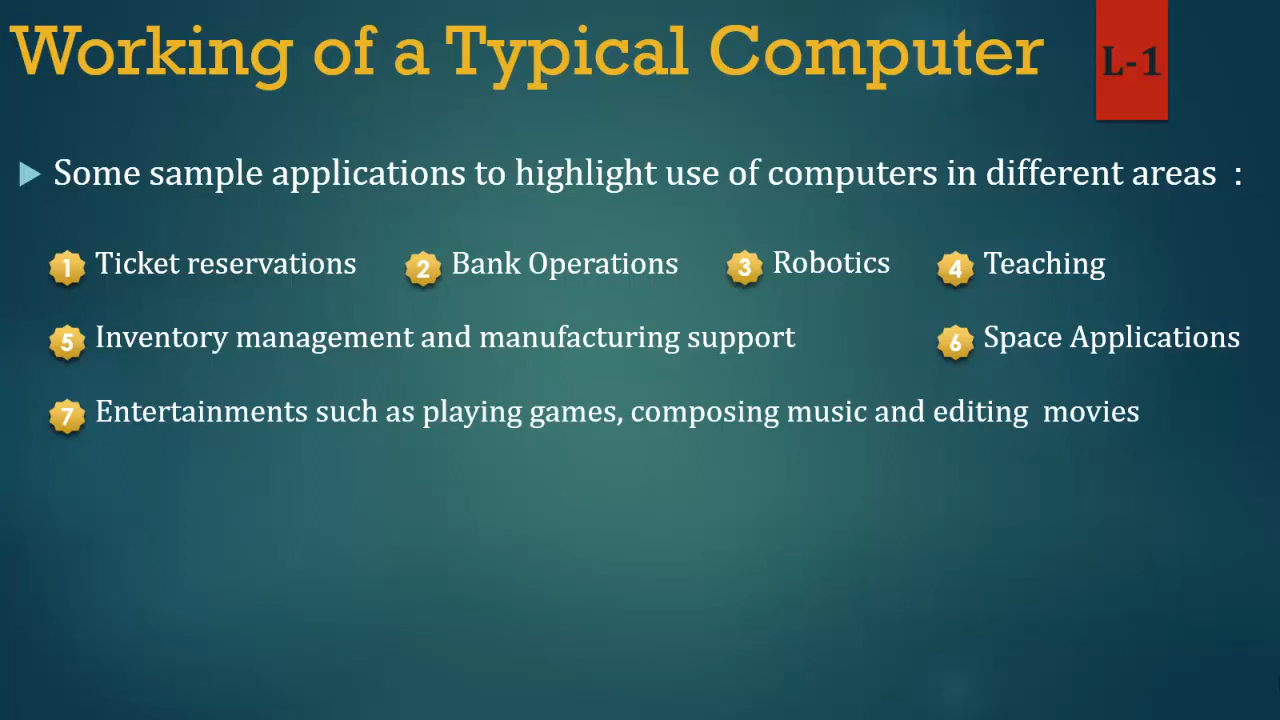 Working of a Typical Computer L-1
Some sample applications to highlight use of computers in different areas :
1 Ticket reservations 2 Bank Operations 3 Robotics 4 Teaching
5 Inventory management and manufacturing support 6 Space Applications
7 Entertainments such as playing games, composing music and editing movies